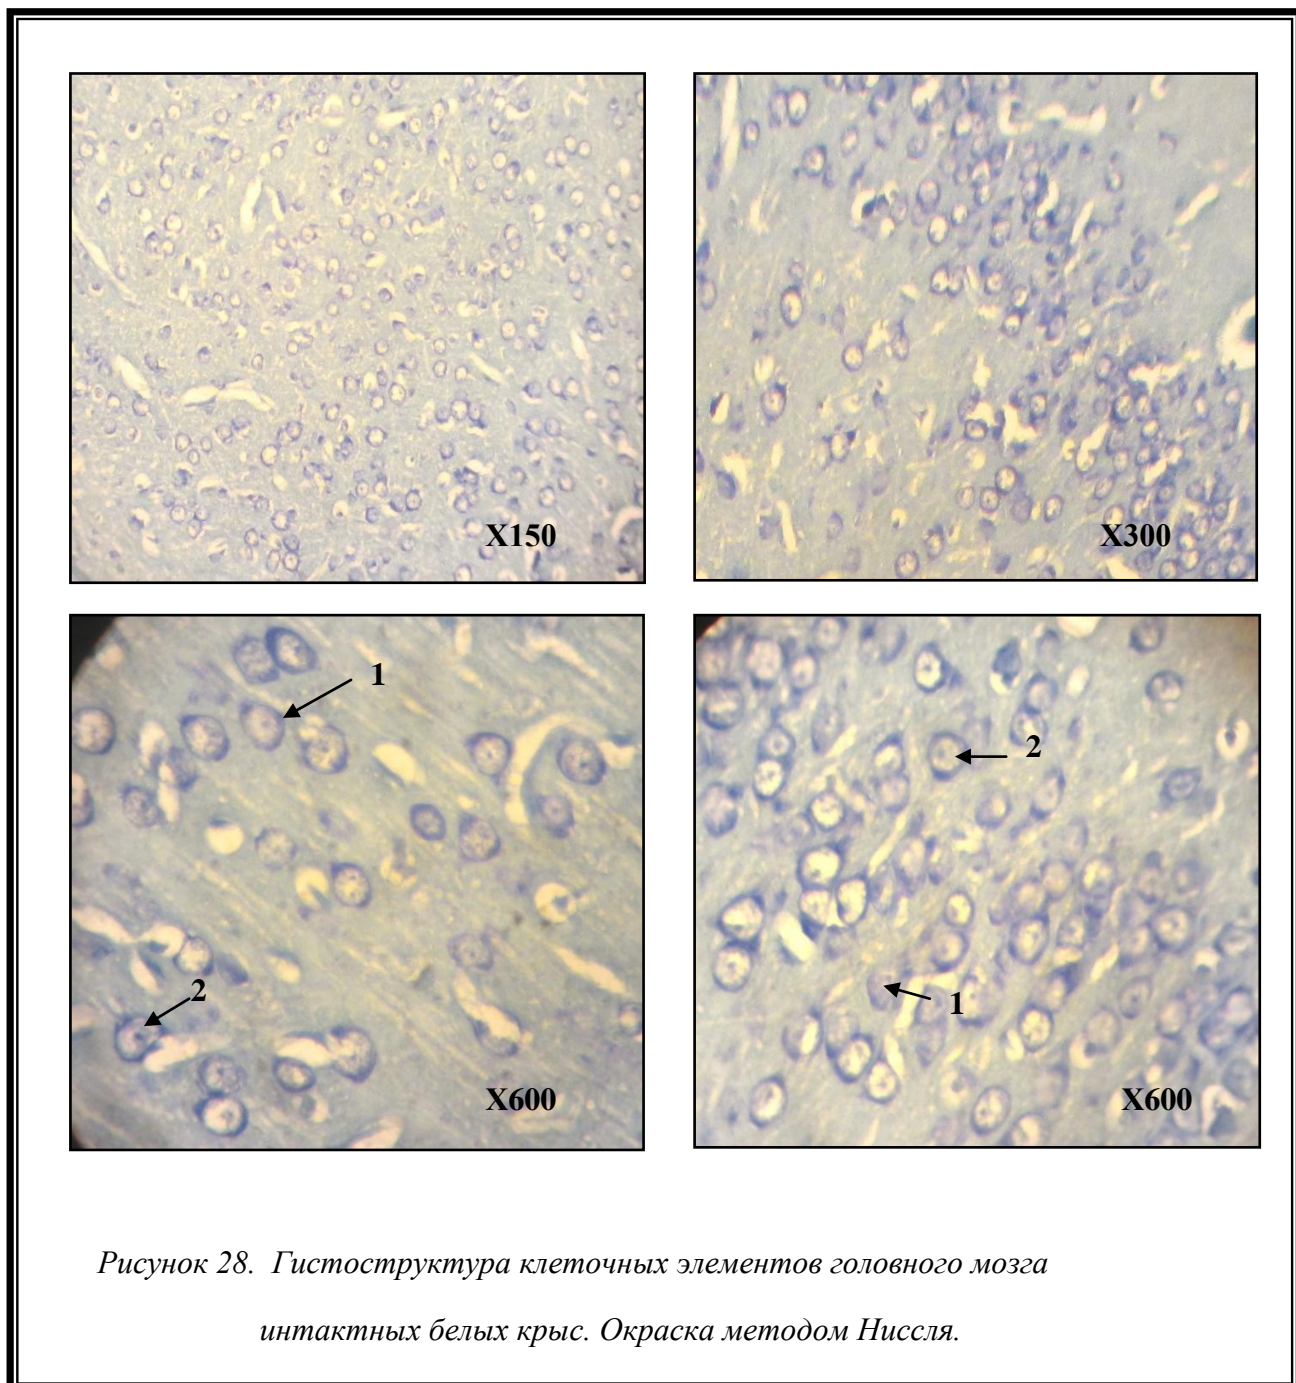 X150
X300
1
2
X600
2
1
X600
Рисунок 28. Гистоструктура клеточных элементов головного мозга
интактных белых крыс. Окраска методом Ниссля.